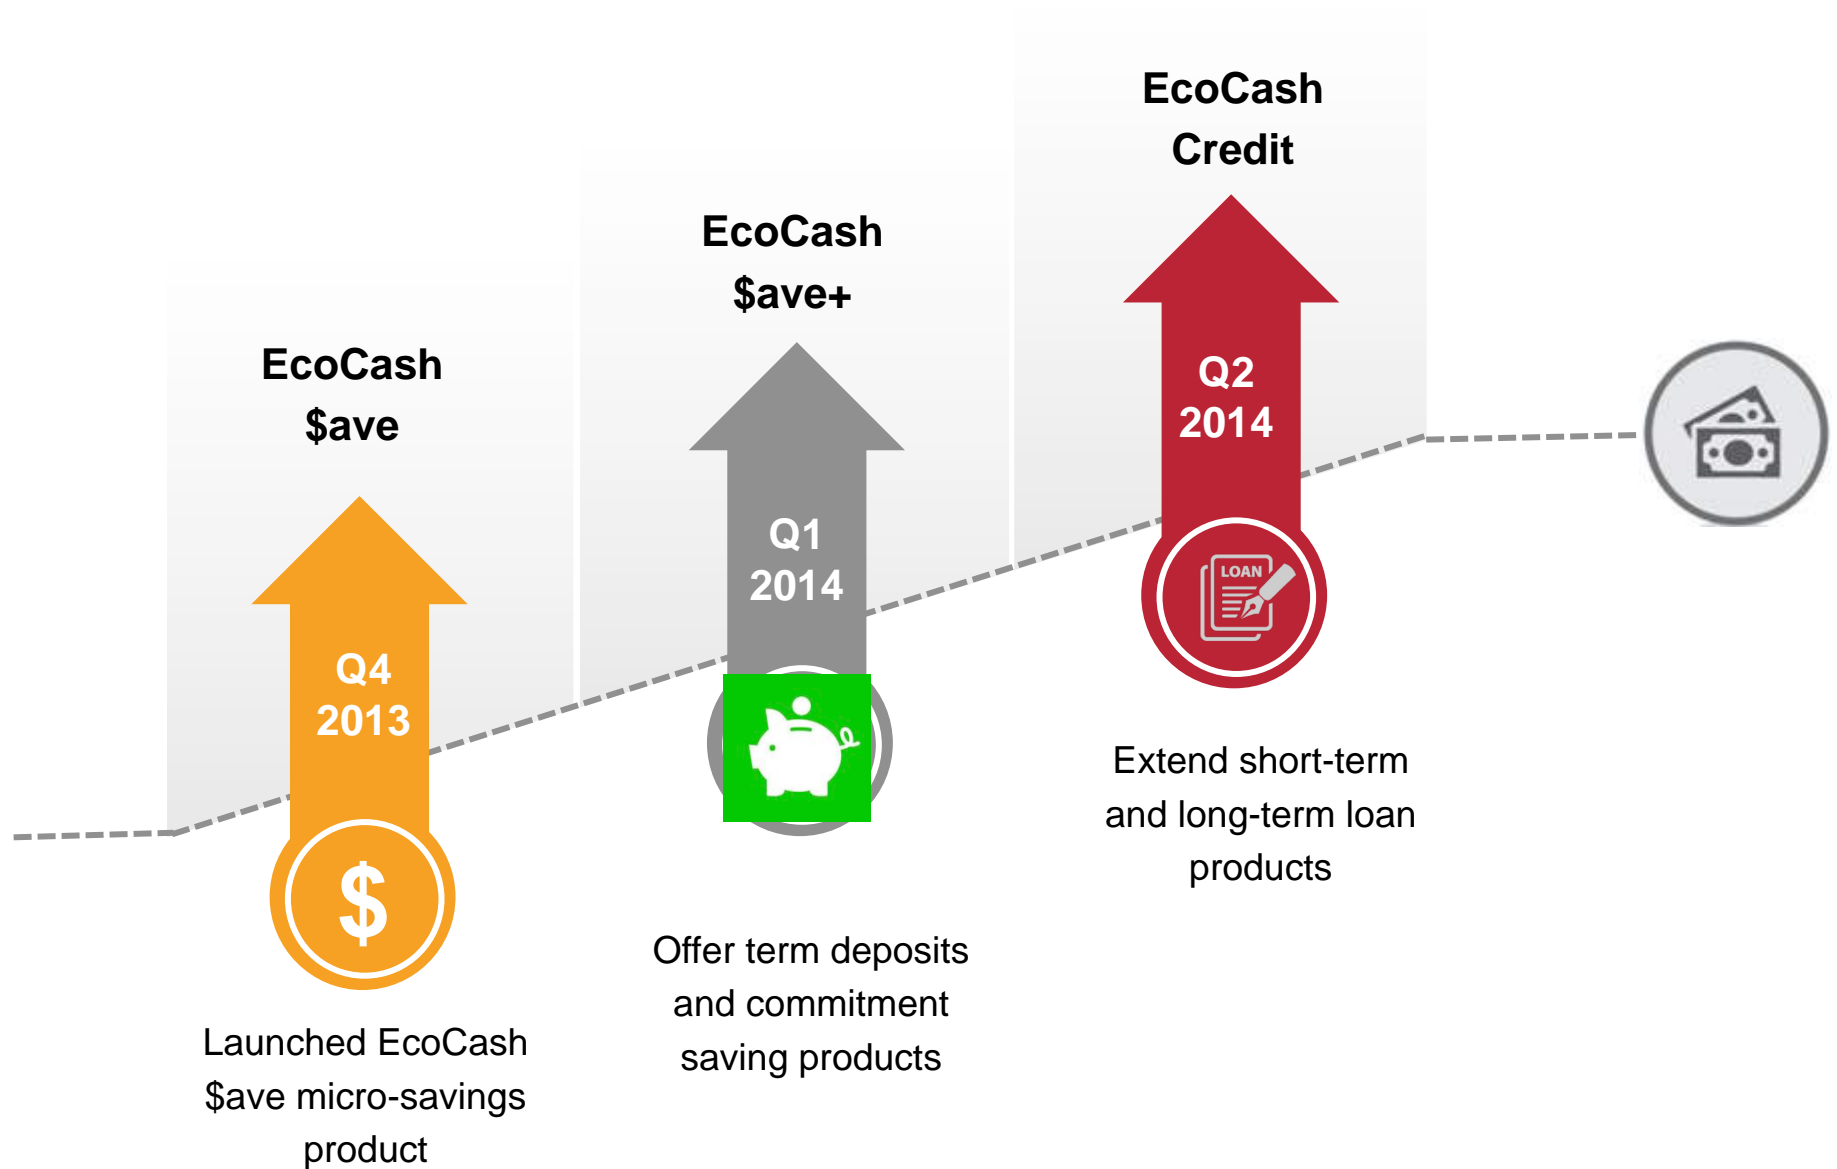 EcoCash
$ave
Q4
2013
$
Launched EcoCash
$ave micro-savings
product
EcoCash
$ave+
Q1
2014
Offer term deposits
and commitment
saving products
EcoCash
Credit
Q2
2014
LOAN
Extend short-term
and long-term loan
products